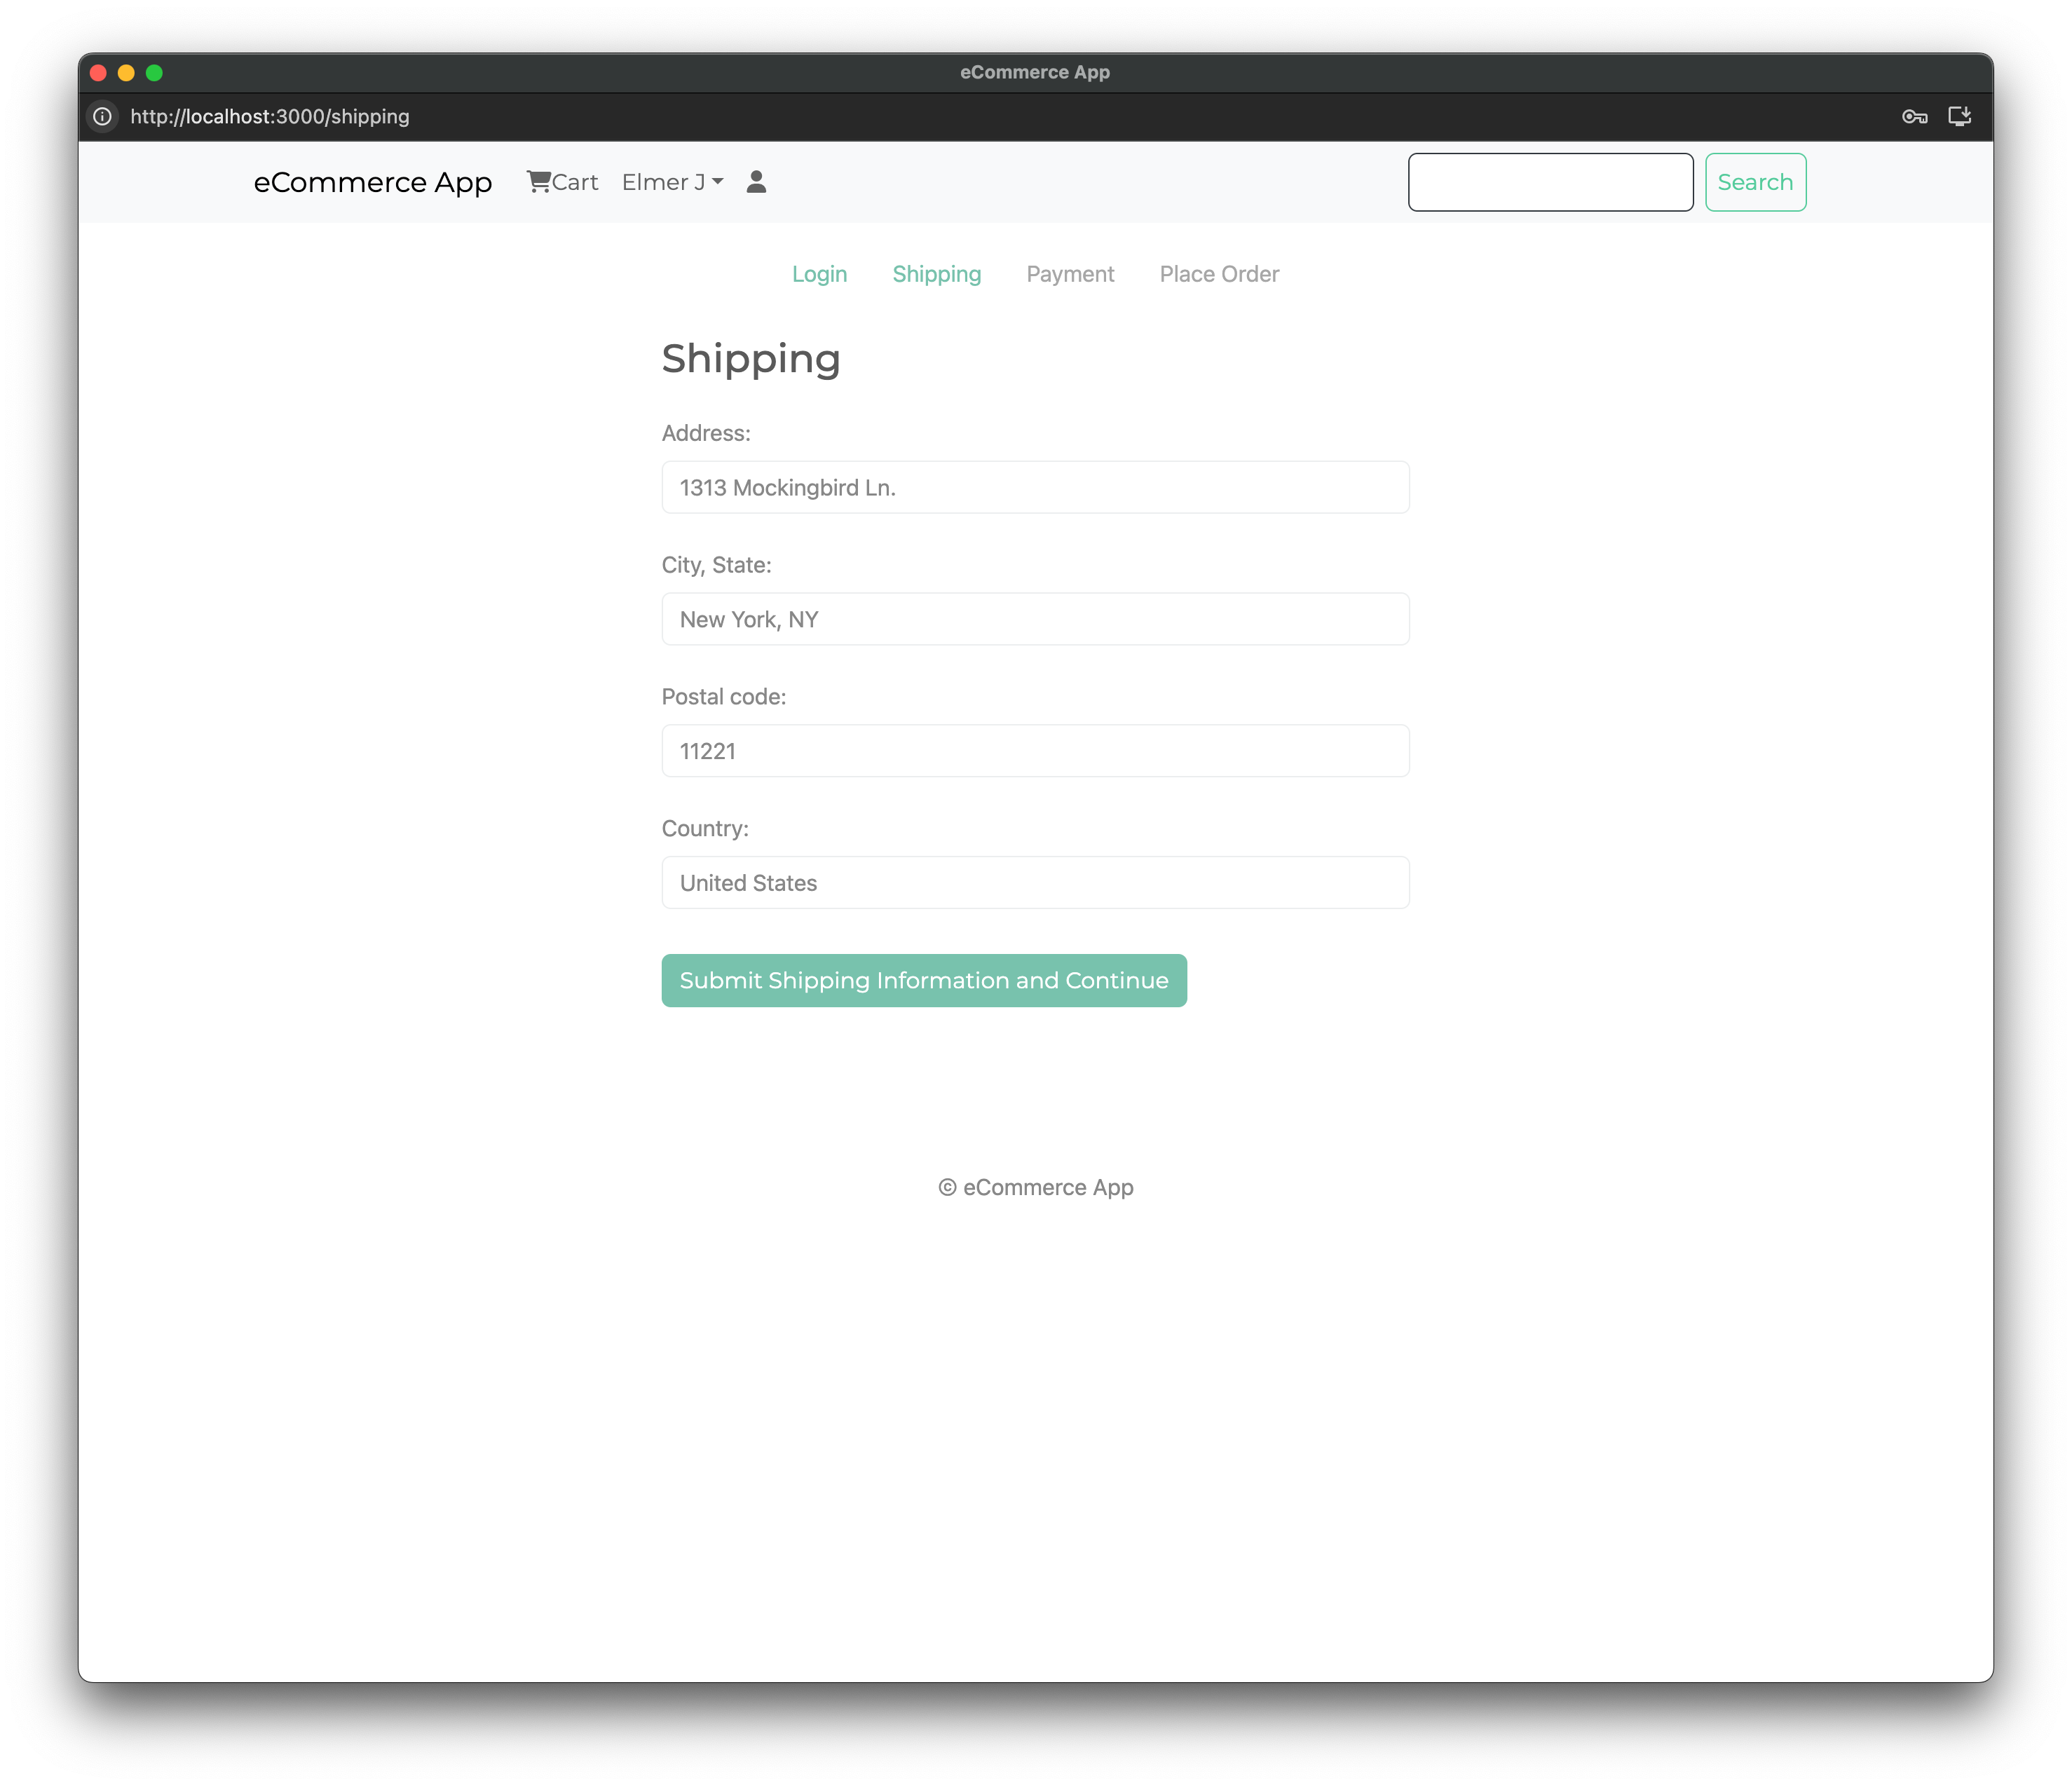 eCommerce App
http://localhost:3000/shipping
eCommerce App Cart Elmer J Search
Login Shipping Payment Place Order
Shipping
Address:
1313 Mockingbird Ln.
City, State:
New York, NY
Postal code:
11221
Country:
United States
Submit Shipping Information and Continue
© eCommerce App